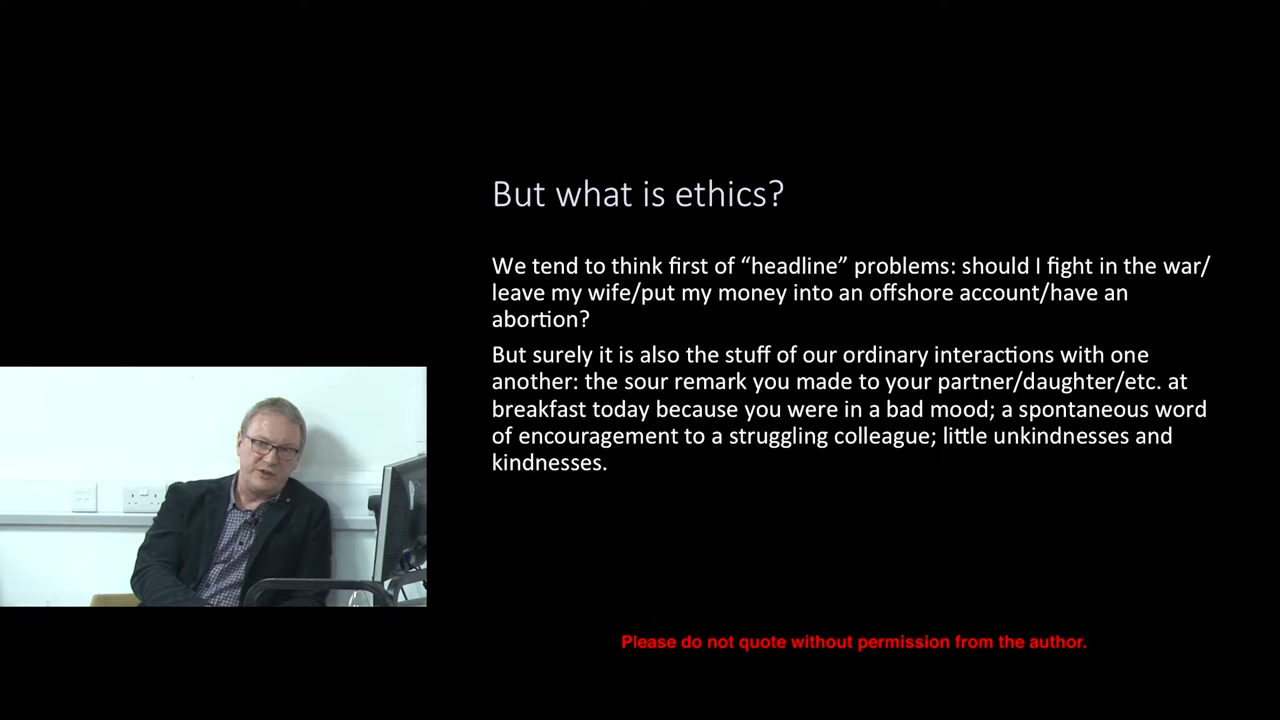 But what is ethics?
We tend to think first of “headline” problems: should I fight in the war/
leave my wife/put my money into an offshore account/have an
abortion?
But surely it is also the stuff of our ordinary interactions with one
another: the sour remark you made to your partner/daughter/etc. at
breakfast today because you were in a bad mood; a spontaneous word
of encouragement to a struggling colleague; little unkindnesses and
kindnesses.
Please do not quote without permission from the author.